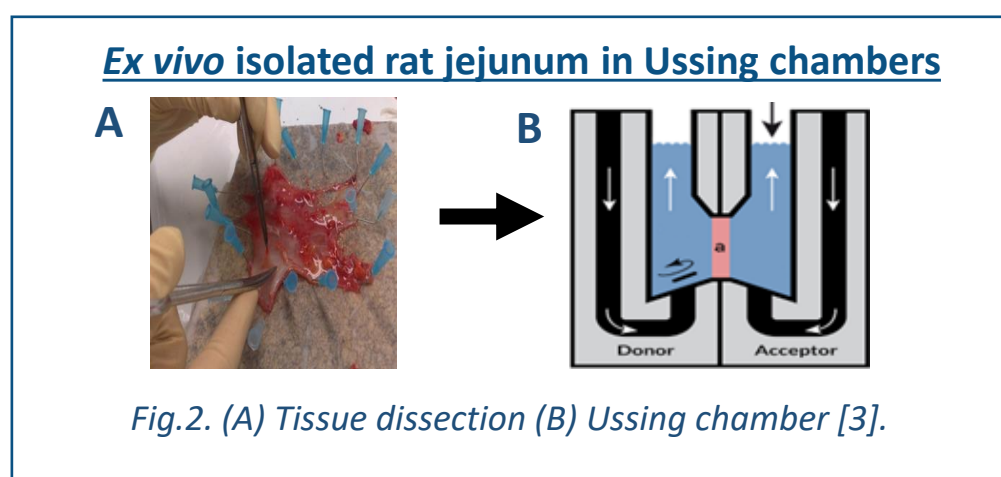 Ex vivo isolated rat jejunum in Ussing chambers
A
B
a
Donor
Acceptor
Fig.2. (A) Tissue dissection (B) Ussing chamber [3].